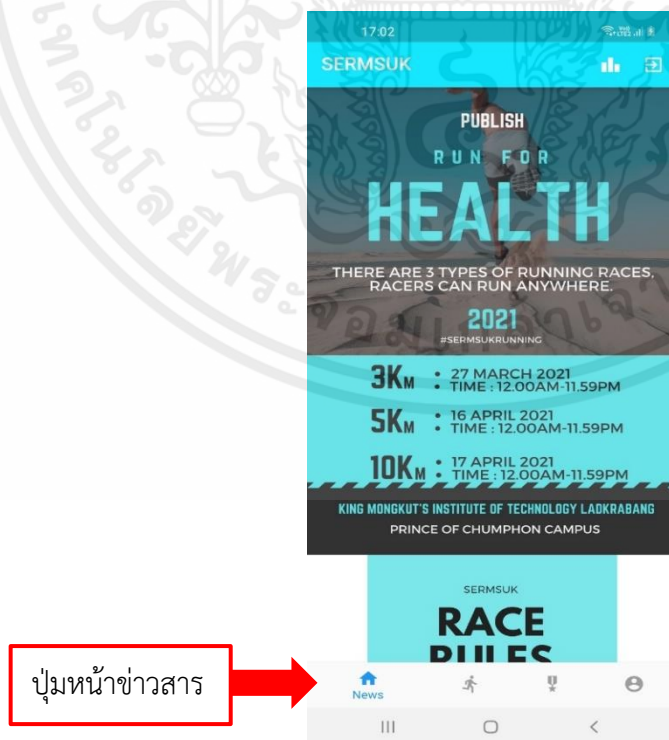 17:02
SERMSUK
PUBLISH
RUN FOR
HEALTH
THERE ARE 3 TYPES OF RUNNING RACES.
RACERS CAN RUN ANYWHERE.
2021
#SERMSUKRUNNING
3KM
• 27 MARCH 2021
• TIME : 12.00AM-11.59PM
5KM
• 16 APRIL 2021
• TIME : 12.00AM-11.59PM
10KM
• 17 APRIL 2021
• TIME : 12.00AM-11.59PM
KING MONGKUT'S INSTITUTE OF TECHNOLOGY LADKRABANG
PRINCE OF CHUMPHON CAMPUS
SERMSUK
RACE
RULES
ปุ่มหน้าข่าวสาร
News